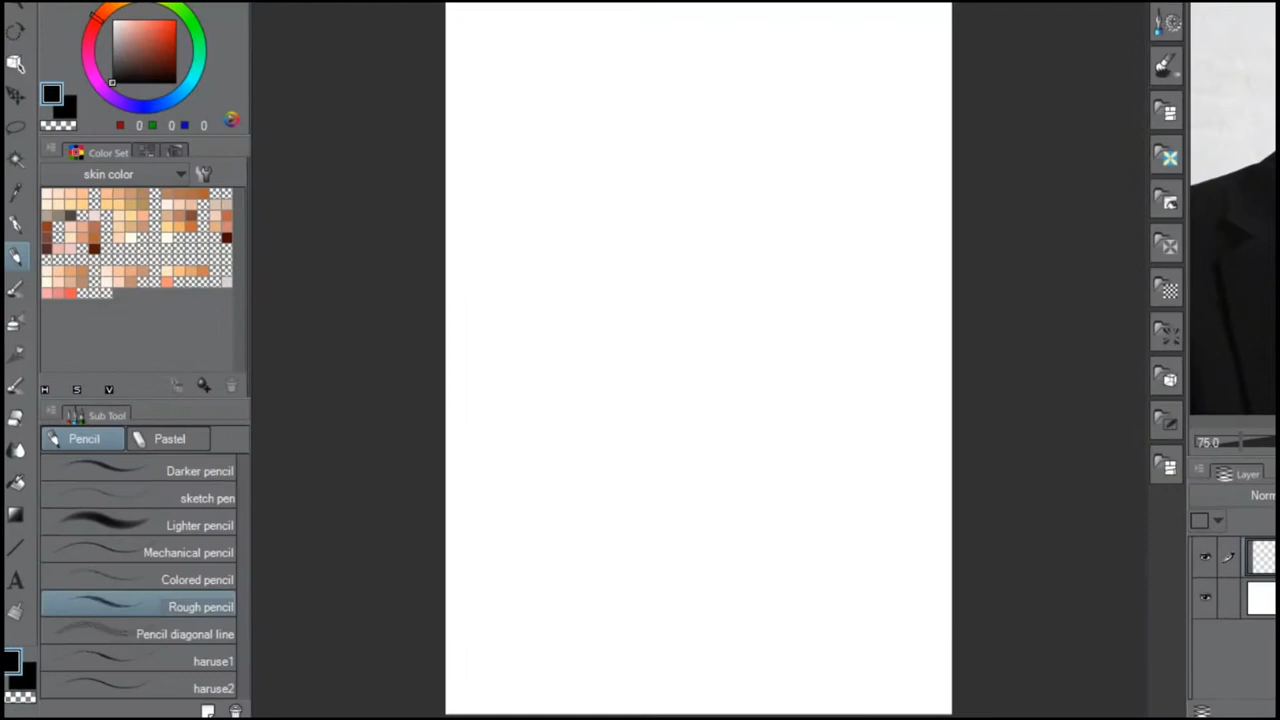 0 0 0
Color Set
skin color
H S V
Sub Tool
Pencil Pastel
Darker pencil
sketch pen
Lighter pencil
Mechanical pencil
Colored pencil
Rough pencil
Pencil diagonal line
haruse1
haruse2
A
75.0
Layer
Norm